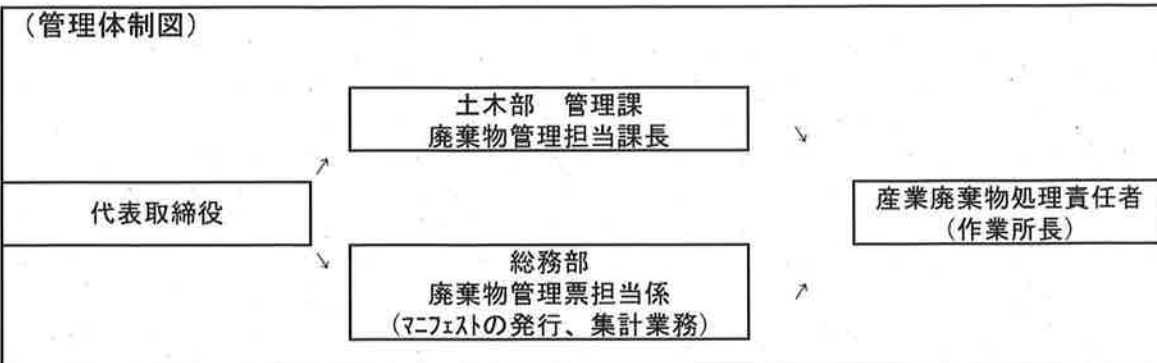 （管理体制図）
土木部　管理課
廃棄物管理担当課長
代表取締役
産業廃棄物処理責任者
（作業所長）
総務部
廃棄物管理票担当係
（ﾏﾆﾌｪｽﾄの発行、集計業務）